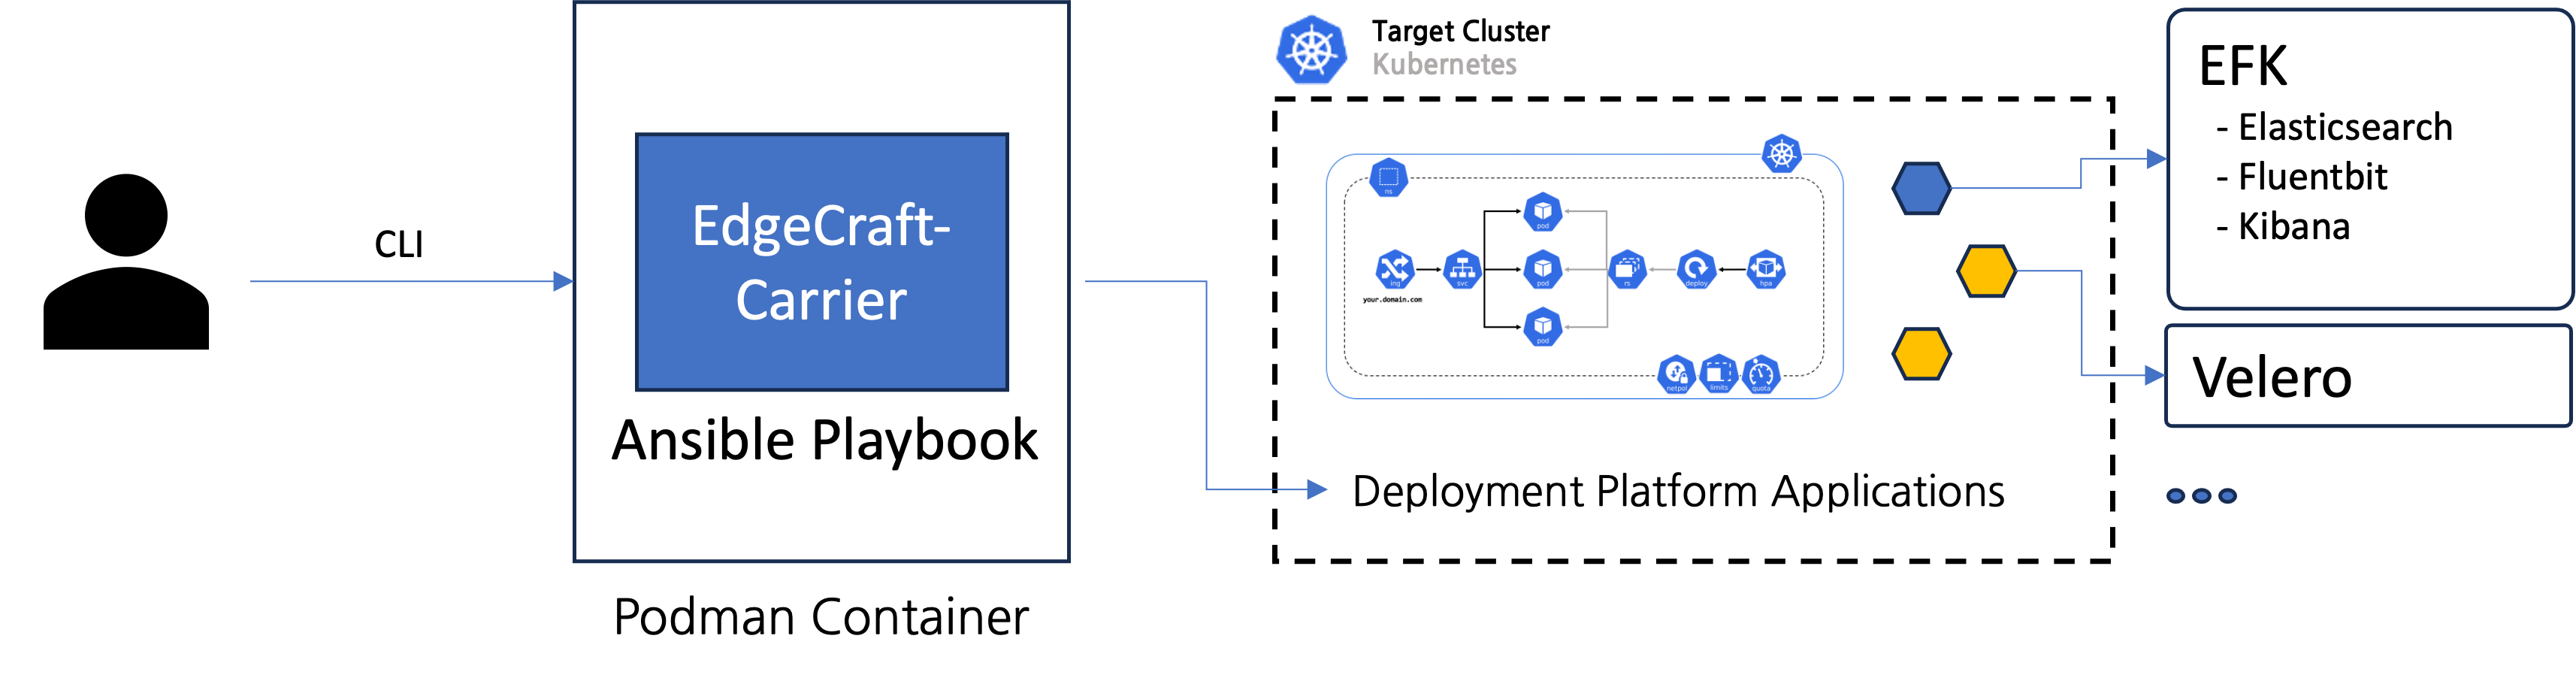 CLI
EdgeCraft-
Carrier
Ansible Playbook
Podman Container
Target Cluster
Kubernetes
ns
pod
ing
svc
pod
rs
deploy
hpa
your.domain.com
pod
netpol
limits
quota
Deployment Platform Applications
EFK
- Elasticsearch
- Fluentbit
- Kibana
Velero